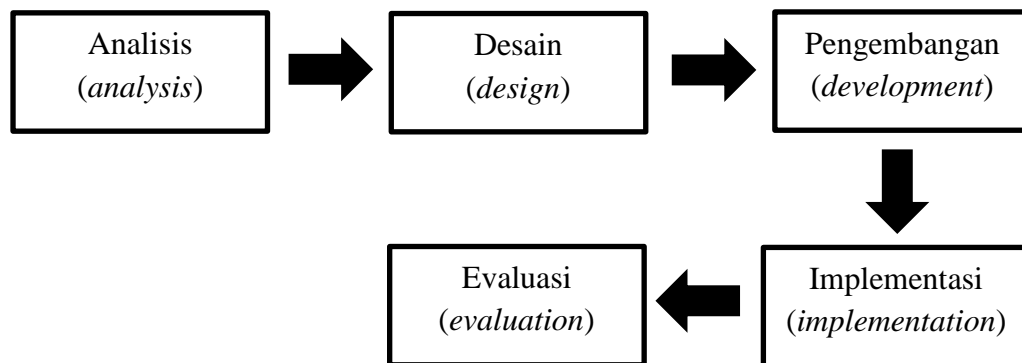 Analisis
(analysis)
Desain
(design)
Pengembangan
(development)
Implementasi
(implementation)
Evaluasi
(evaluation)